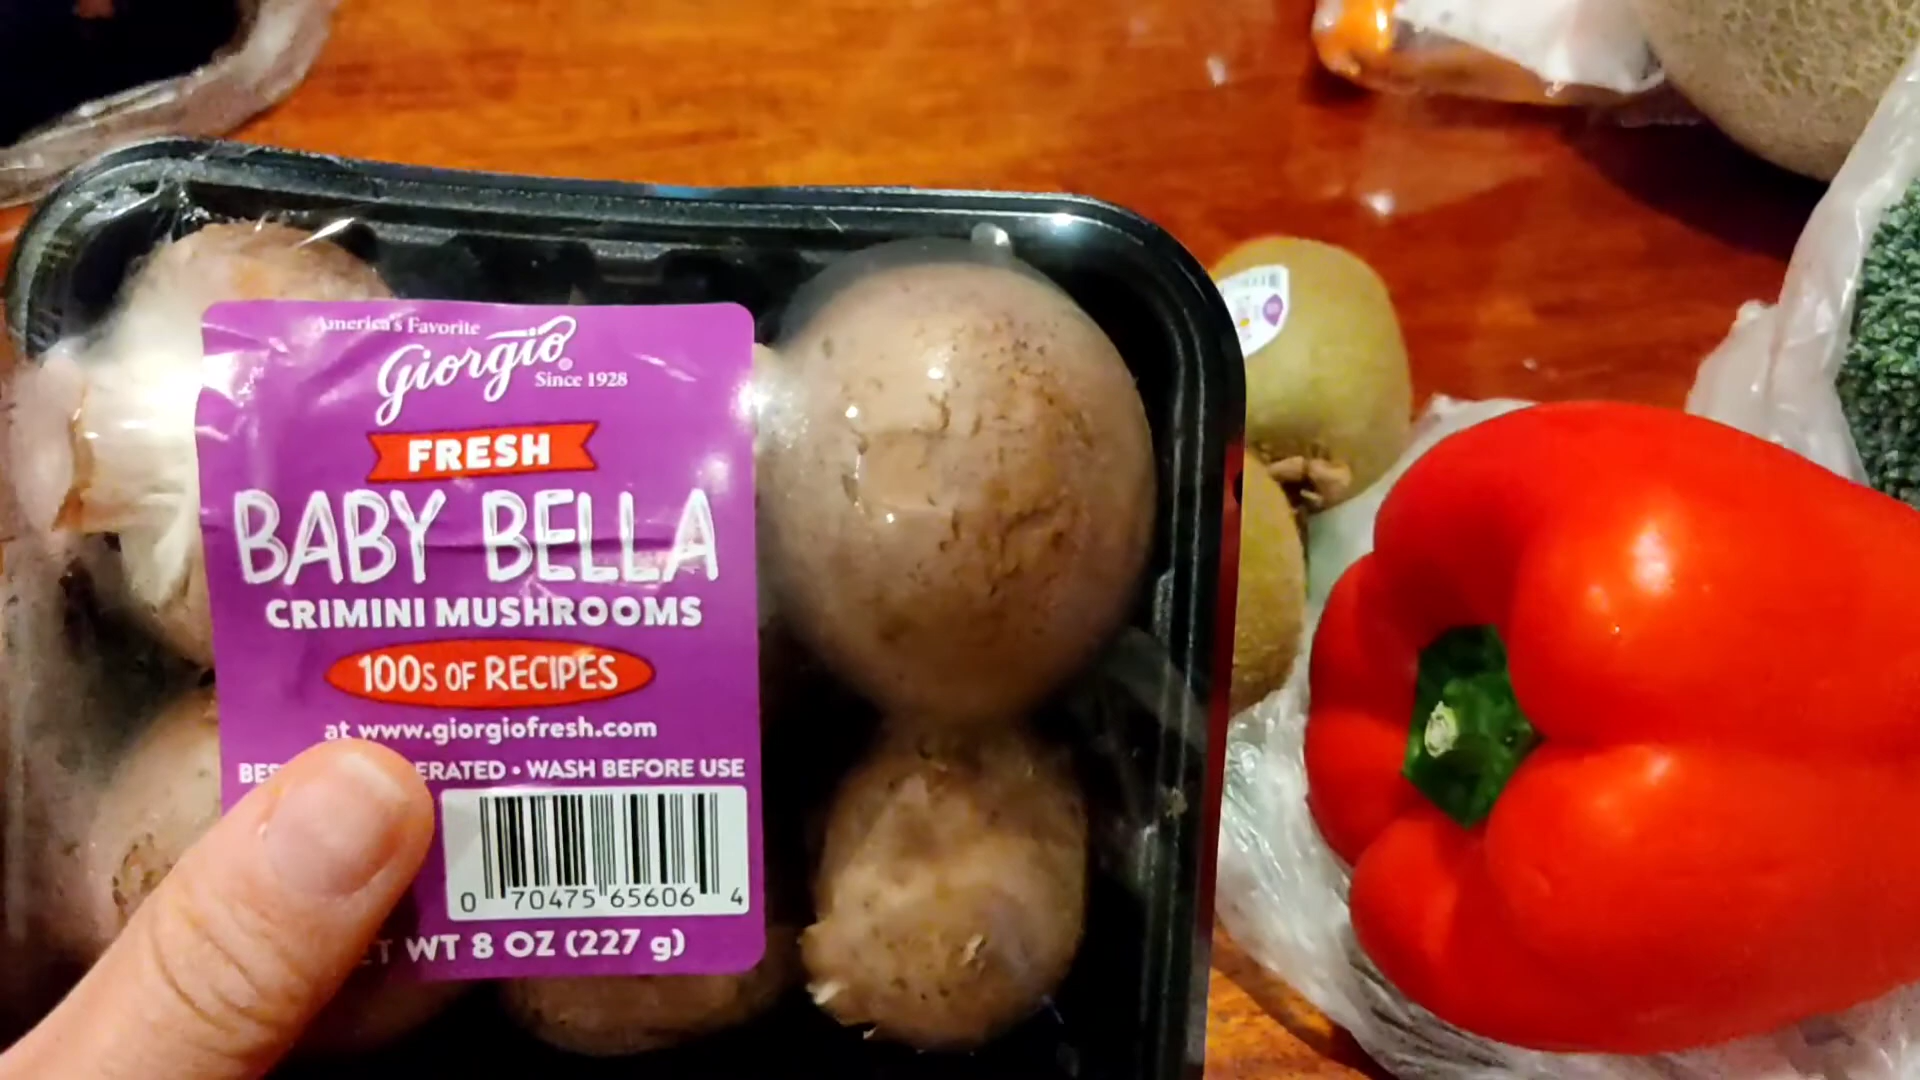 America's Favorite
Giorgio®
Since 1928
FRESH
BABY BELLA
CRIMINI MUSHROOMS
100s OF RECIPES
at www.giorgiofresh.com
WASH BEFORE USE
0 70475 65606 4
WT 8 OZ (227 g)